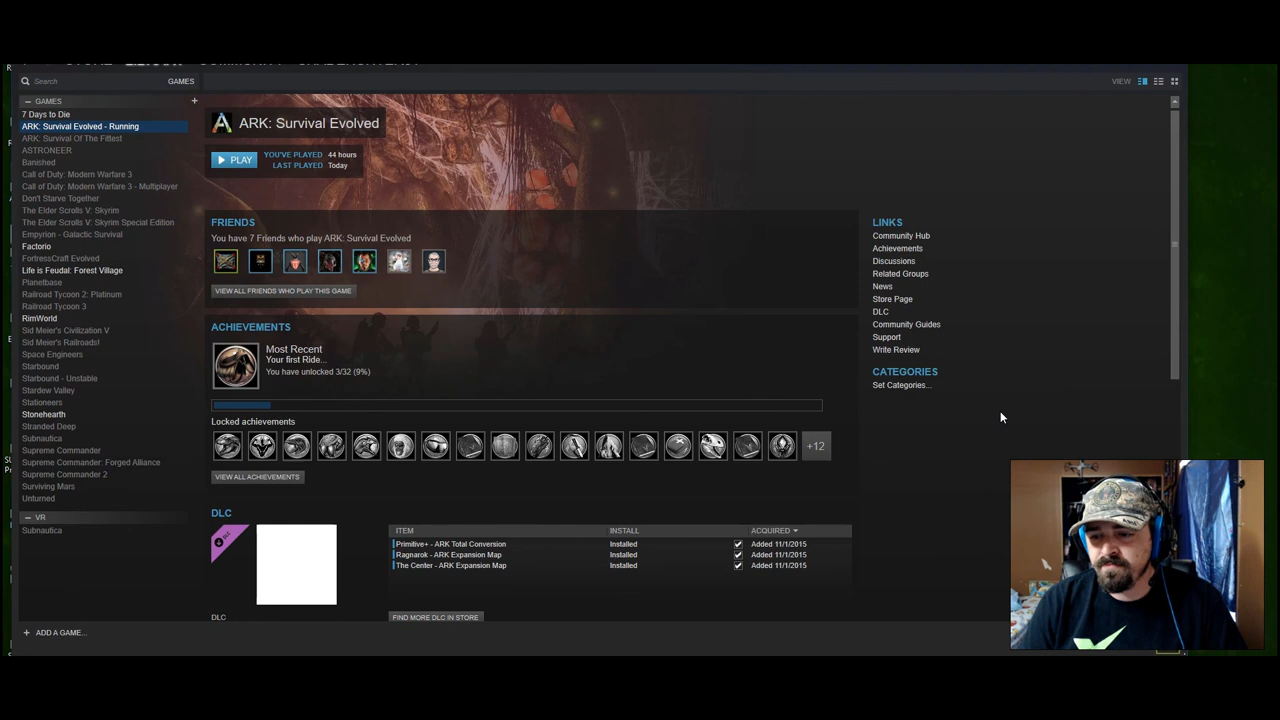 Search
GAMES
VIEW
GAMES
7 Days to Die
ARK: Survival Evolved - Running
ARK: Survival Of The Fittest
ASTRONEER
Banished
Call of Duty: Modern Warfare 3
Call of Duty: Modern Warfare 3 - Multiplayer
Don't Starve Together
The Elder Scrolls V: Skyrim
The Elder Scrolls V: Skyrim Special Edition
Empyrion - Galactic Survival
Factorio
FortressCraft Evolved
Life is Feudal: Forest Village
Planetbase
Railroad Tycoon 2: Platinum
Railroad Tycoon 3
RimWorld
Sid Meier's Civilization V
Sid Meier's Railroads!
Space Engineers
Starbound
Starbound - Unstable
Stardew Valley
Stationeers
Stonehearth
Stranded Deep
Subnautica
Supreme Commander
Supreme Commander: Forged Alliance
Supreme Commander 2
Surviving Mars
Unturned
VR
Subnautica
ADD A GAME...
ARK: Survival Evolved
PLAY
YOU'VE PLAYED 44 hours
LAST PLAYED Today
FRIENDS
You have 7 Friends who play ARK: Survival Evolved
VIEW ALL FRIENDS WHO PLAY THIS GAME
ACHIEVEMENTS
Most Recent
Your first Ride...
You have unlocked 3/32 (9%)
Locked achievements
+12
VIEW ALL ACHIEVEMENTS
DLC
DLC
ITEM INSTALL ACQUIRED
Primitive+ - ARK Total Conversion Installed Added 11/1/2015
Ragnarok - ARK Expansion Map Installed Added 11/1/2015
The Center - ARK Expansion Map Installed Added 11/1/2015
DLC
FIND MORE DLC IN STORE
LINKS
Community Hub
Achievements
Discussions
Related Groups
News
Store Page
DLC
Community Guides
Support
Write Review
CATEGORIES
Set Categories...